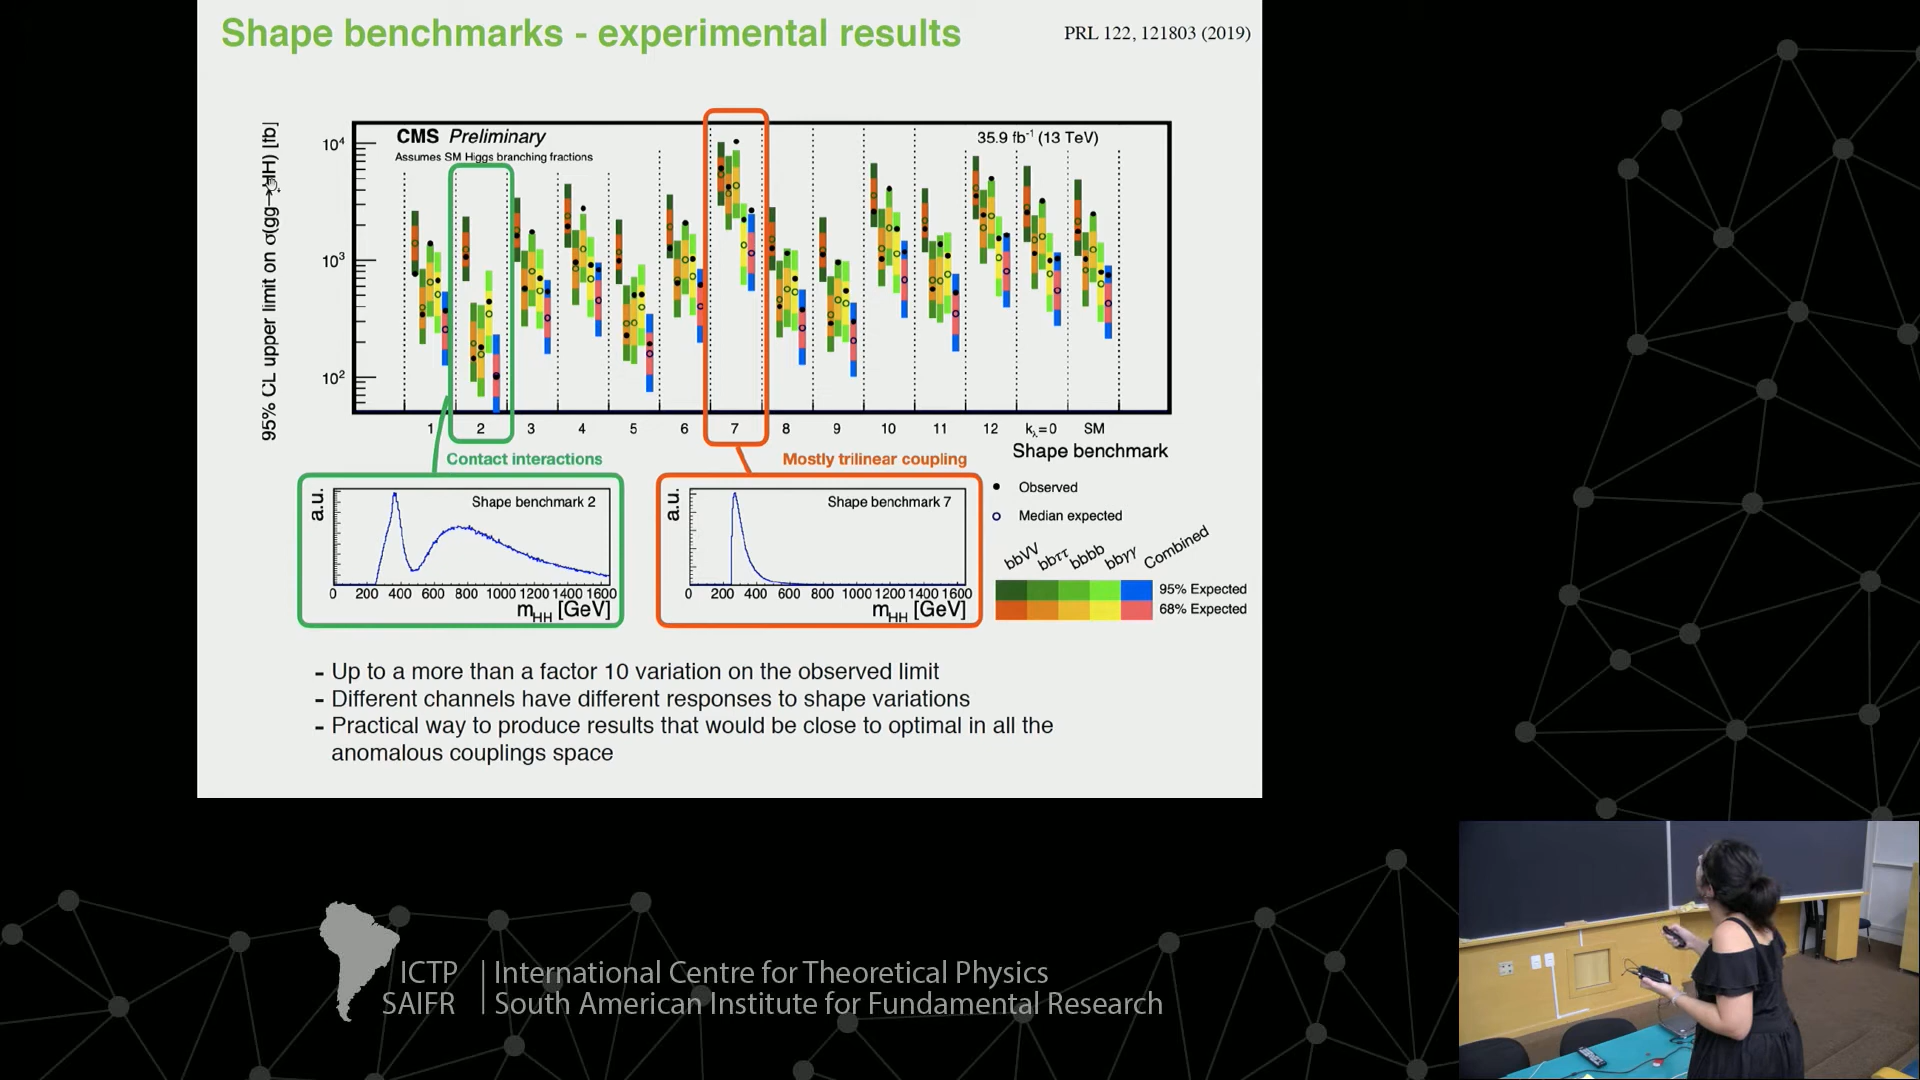 Shape benchmarks - experimental results
PRL 122, 121803 (2019)
CMS Preliminary
35.9 fb⁻¹ (13 TeV)
Assumes SM Higgs branching fractions
95% CL upper limit on σ(gg→HH) [fb]
10⁴
10³
10²
1 2 3 4 5 6 7 8 9 10 11 12 kλ=0 SM
Shape benchmark
Contact interactions
Mostly trilinear coupling
a.u.
Shape benchmark 2
0 200 400 600 800 1000 1200 1400 1600
mHH [GeV]
a.u.
Shape benchmark 7
0 200 400 600 800 1000 1200 1400 1600
mHH [GeV]
Observed
Median expected
bbVV bbττ bbbb bbγγ Combined
95% Expected
68% Expected
- Up to a more than a factor 10 variation on the observed limit
- Different channels have different responses to shape variations
- Practical way to produce results that would be close to optimal in all the
anomalous couplings space
ICTP | International Centre for Theoretical Physics
SAIFR | South American Institute for Fundamental Research